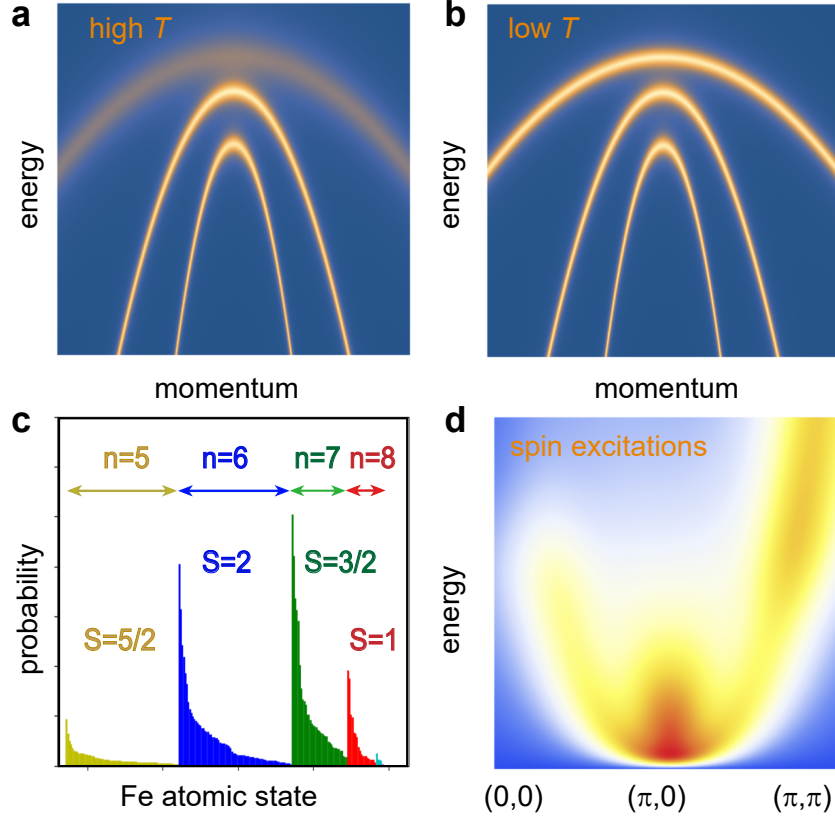 a
high T
energy
momentum
b
low T
energy
momentum
c
n=5 n=6 n=7 n=8
S=2 S=3/2
S=5/2 S=1
probability
Fe atomic state
d
spin excitations
energy
(0,0) (π,0) (π,π)